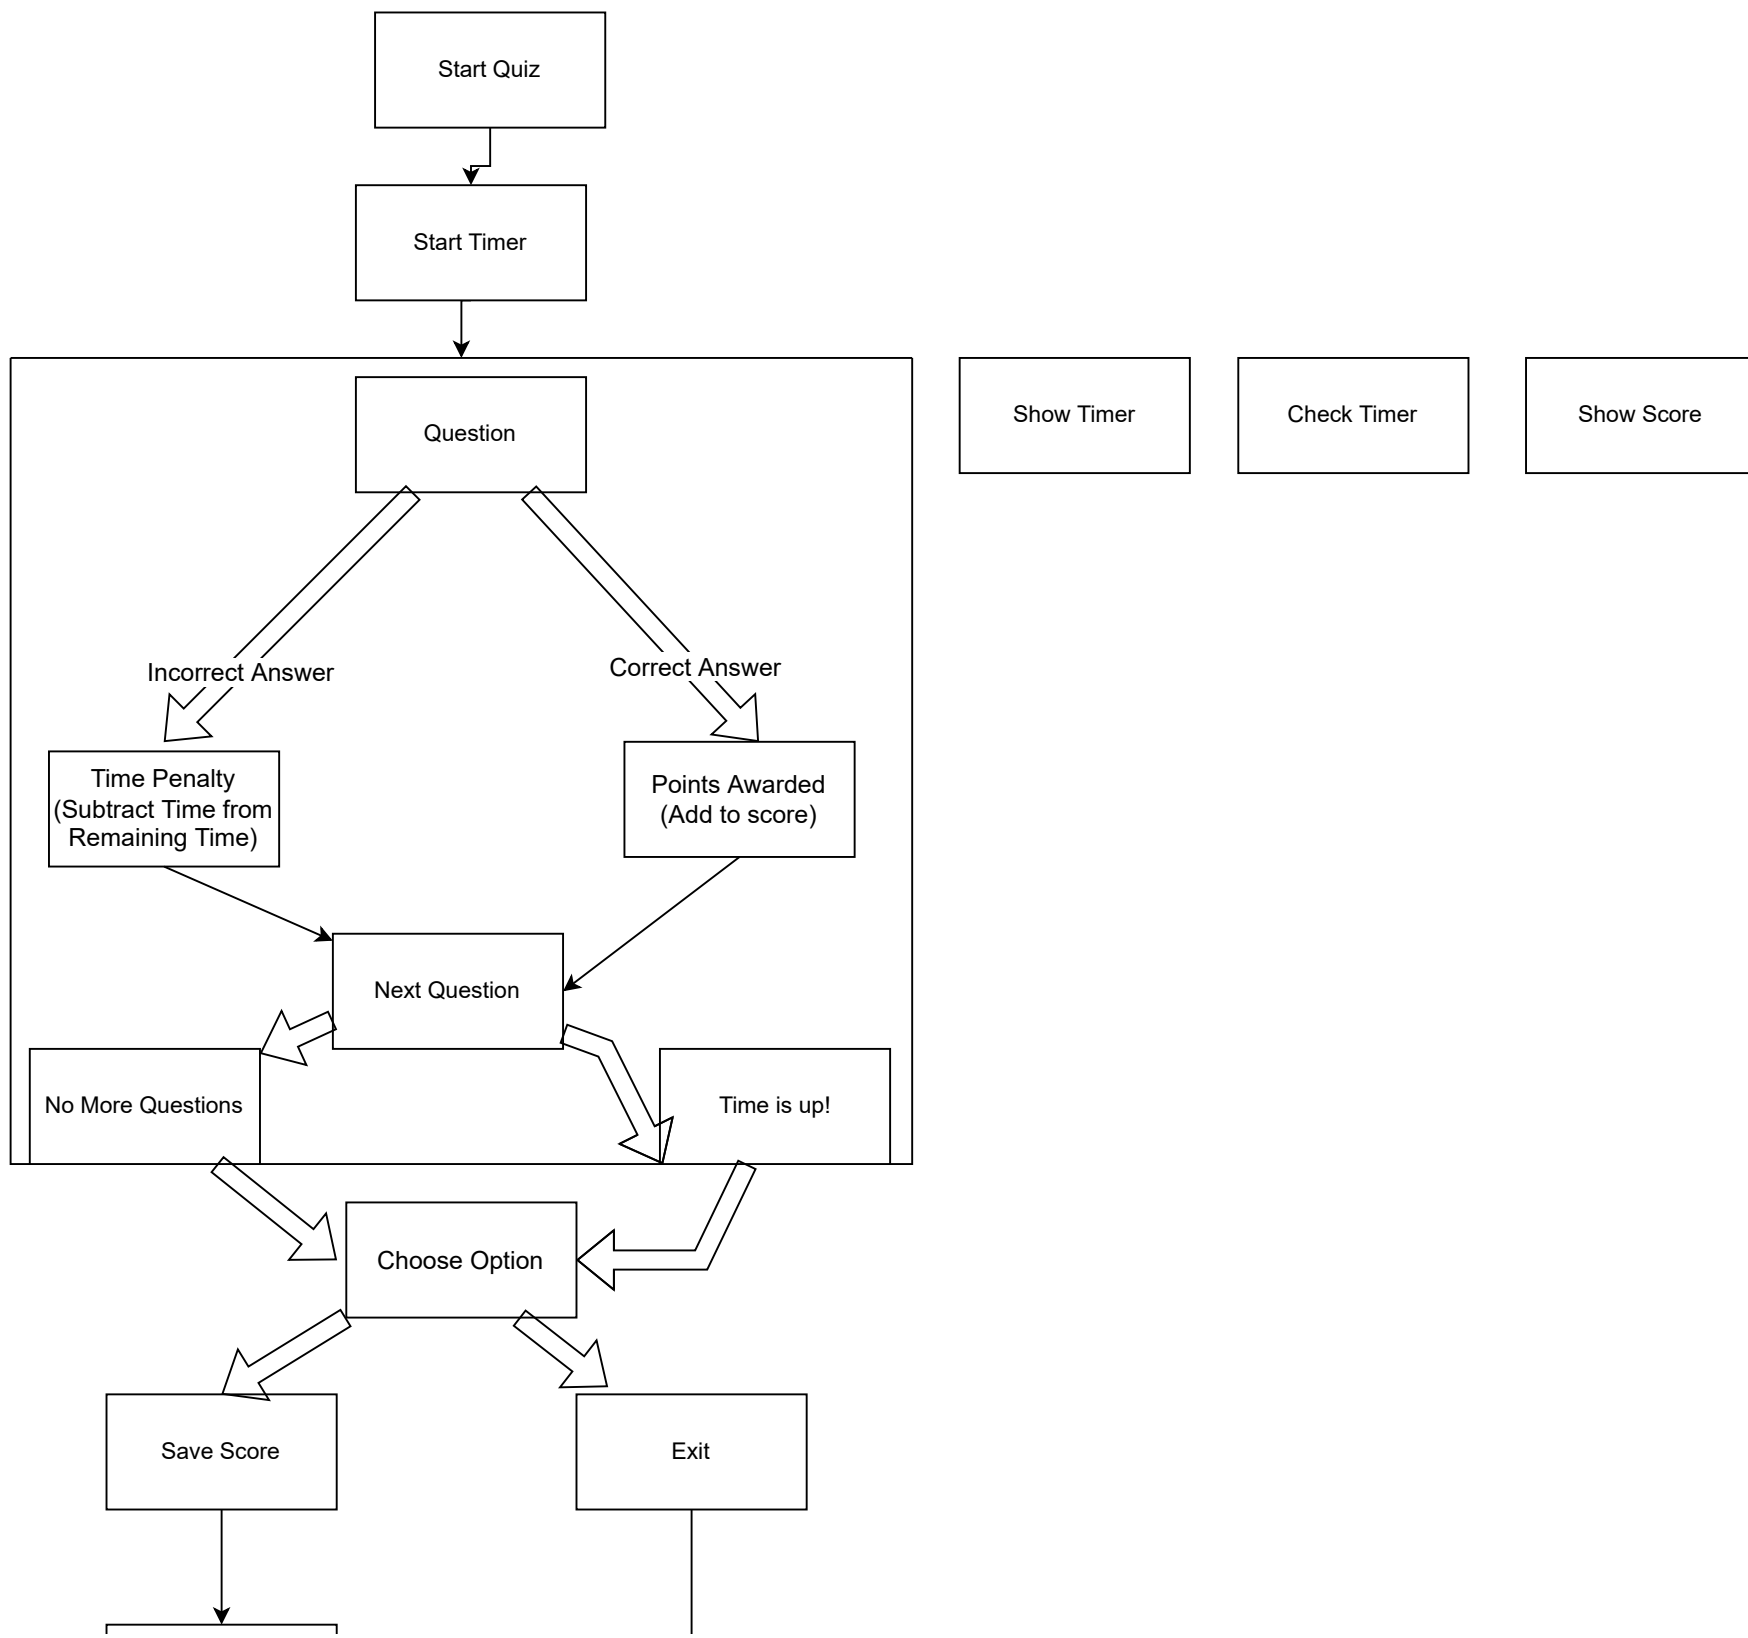 Start Quiz
Start Timer
Question
Show Timer
Check Timer
Show Score
Incorrect Answer
Correct Answer
Time Penalty
(Subtract Time from
Remaining Time)
Points Awarded
(Add to score)
Next Question
No More Questions
Time is up!
Choose Option
Save Score
Exit